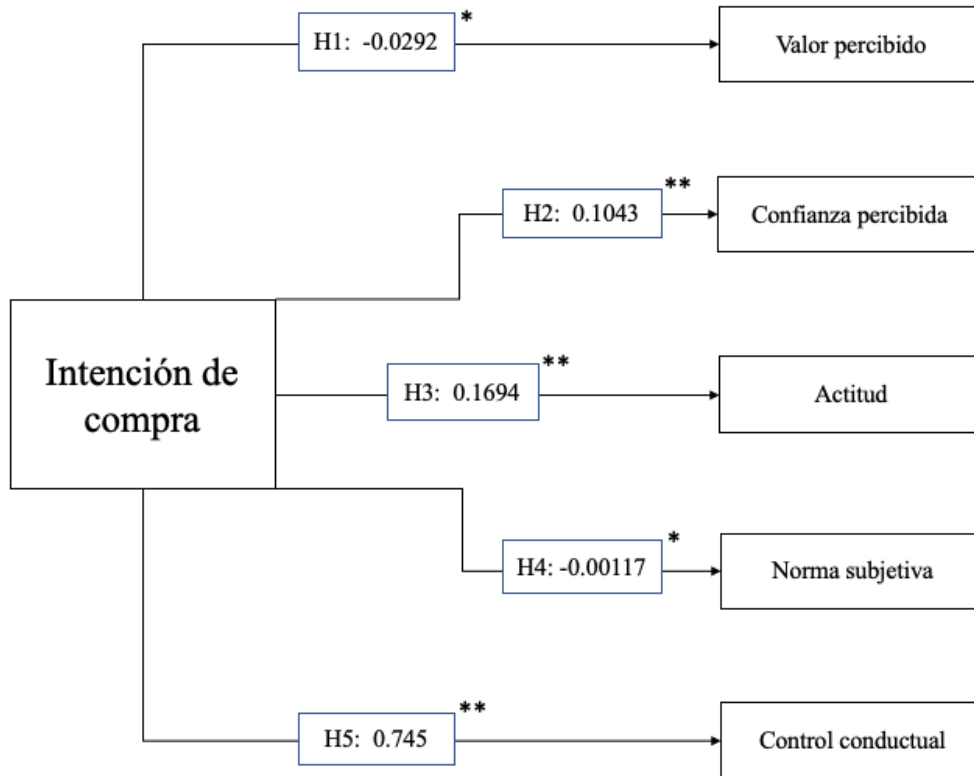 H1: -0.0292
*
Valor percibido
H2: 0.1043
**
Confianza percibida
Intención de
compra
H3: 0.1694
**
Actitud
H4: -0.00117
*
Norma subjetiva
H5: 0.745
**
Control conductual